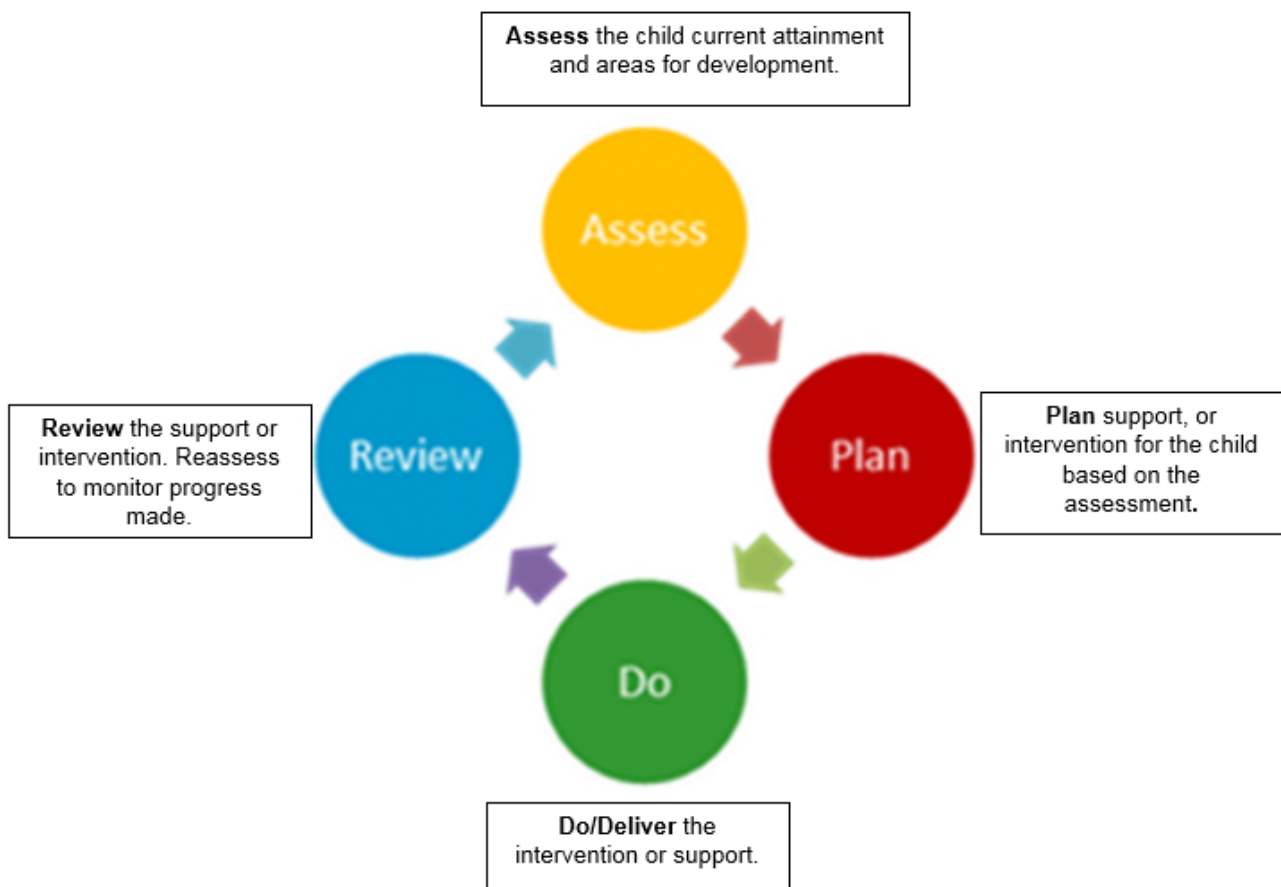 Assess the child current attainment
and areas for development.
Assess
Review the support or
intervention. Reassess
to monitor progress
made.
Review
Plan
Plan support, or
intervention for the child
based on the
assessment.
Do
Do/Deliver the
intervention or support.